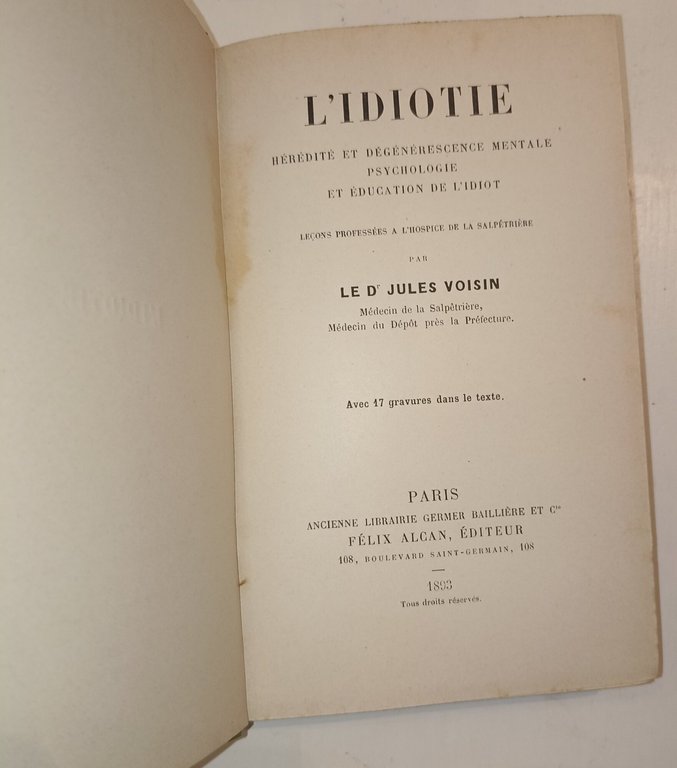 L'IDIOTIE
HÉRÉDITÉ ET DÉGÉNÉRESCENCE MENTALE
PSYCHOLOGIE
ET ÉDUCATION DE L'IDIOT
LEÇONS PROFESSÉES A L'HOSPICE DE LA SALPÊTRIÈRE
PAR
LE Dr JULES VOISIN
Médecin de la Salpêtrière,
Médecin du Dépôt près la Préfecture.
Avec 17 gravures dans le texte.
PARIS
ANCIENNE LIBRAIRIE GERMER BAILLIÈRE ET Cie
FÉLIX ALCAN, ÉDITEUR
108, BOULEVARD SAINT-GERMAIN, 108
1893
Tous droits réservés.